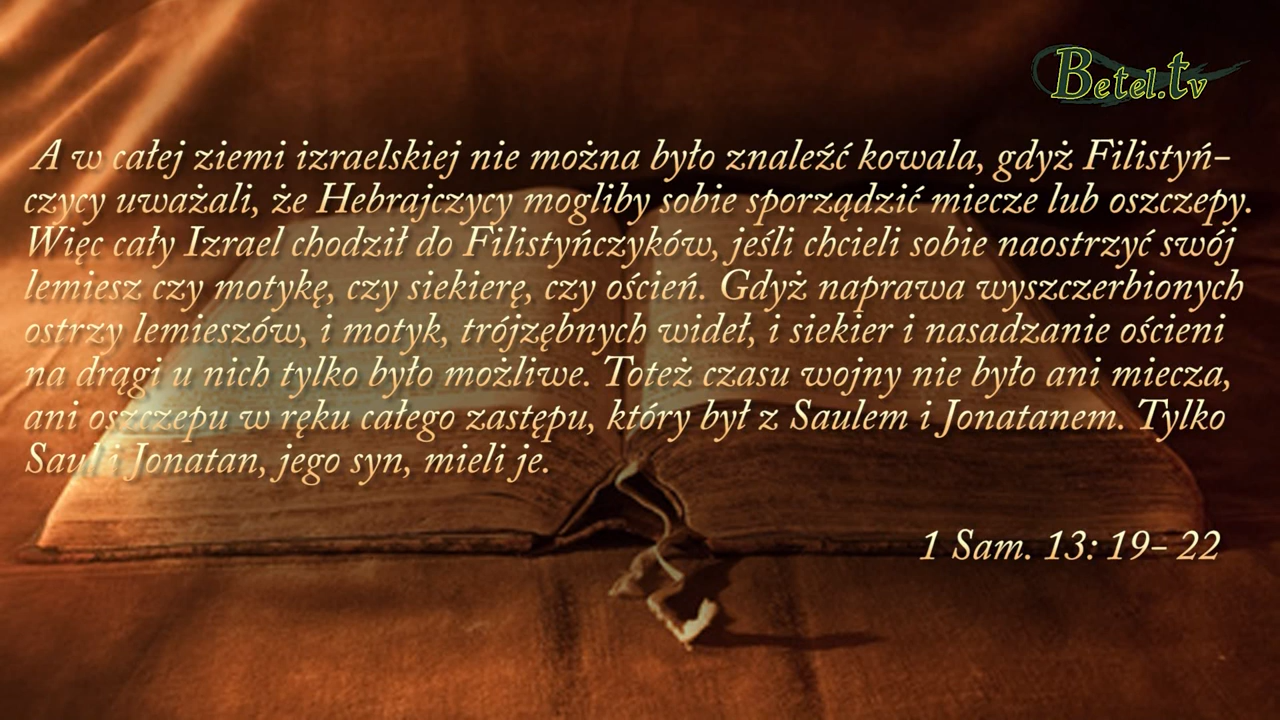 Betel.tv
A w całej ziemi izraelskiej nie można było znaleźć kowala, gdyż Filistyń-
czycy uważali, że Hebrajczycy mogliby sobie sporządzić miecze lub oszczepy.
Więc cały Izrael chodził do Filistyńczyków, jeśli chcieli sobie naostrzyć swój
lemiesz czy motykę, czy siekierę, czy oścień. Gdyż naprawa wyszczerbionych
ostrzy lemieszów, i motyk, trójzębnych wideł, i siekier i nasadzanie ościeni
na drągi u nich tylko było możliwe. Toteż czasu wojny nie było ani miecza,
ani oszczepu w ręku całego zastępu, który był z Saulem i Jonatanem. Tylko
Saul i Jonatan, jego syn, mieli je.
1 Sam. 13: 19- 22